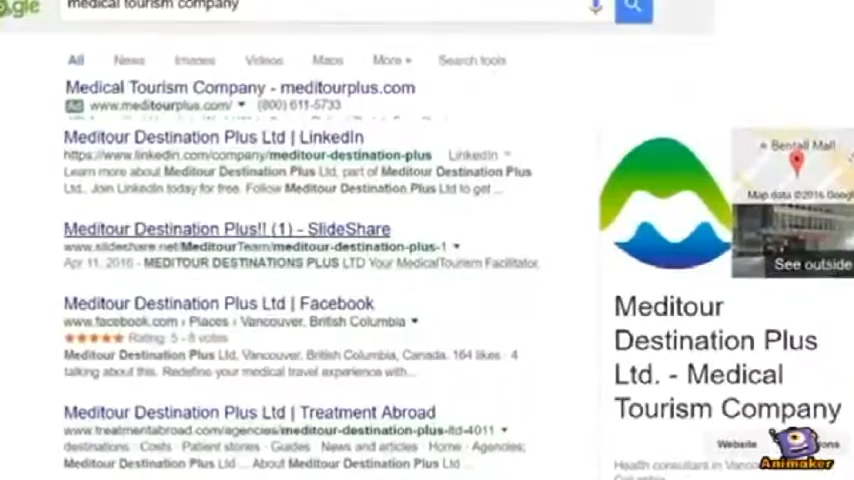 gle medical tourism company
All News Images Videos Maps More Search tools
Medical Tourism Company - meditourplus.com
Ad www.meditourplus.com/ (800) 611-5733
Meditour Destination Plus Ltd | LinkedIn
https://www.linkedin.com/company/meditour-destination-plus LinkedIn
Learn more about Meditour Destination Plus Ltd, part of Meditour Destination Plus
Ltd. Join LinkedIn today for free. Follow Meditour Destination Plus Ltd to get ...
Meditour Destination Plus!! (1) - SlideShare
www.slideshare.net/MeditourTeam/meditour-destination-plus-1
Apr 11, 2016 - MEDITOUR DESTINATIONS PLUS LTD Your MedicalTourism Facilitator.
Meditour Destination Plus Ltd | Facebook
www.facebook.com › Places › Vancouver, British Columbia
Rating: 5 - 8 votes
Meditour Destination Plus Ltd, Vancouver, British Columbia, Canada. 164 likes · 4
talking about this. Redefine your medical travel experience with...
Meditour Destination Plus Ltd | Treatment Abroad
www.treatmentabroad.com/agencies/meditour-destination-plus-ltd-4011
destinations · Costs · Patient stories · Guides · News and articles · Home · Agencies;
Meditour Destination Plus Ltd ... About Meditour Destination Plus Ltd ...
Bentall Mall
Map data ©2016 Googl
See outside
Meditour
Destination Plus
Ltd. - Medical
Tourism Company
Website ons
Animaker
Health consultant in Vanco